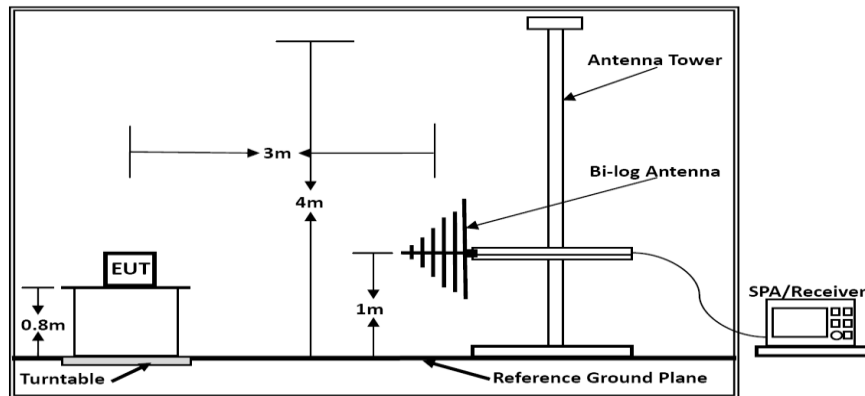 Antenna Tower
3m
Bi-log Antenna
4m
EUT
1m
0.8m
SPA/Receiver
Turntable
Reference Ground Plane